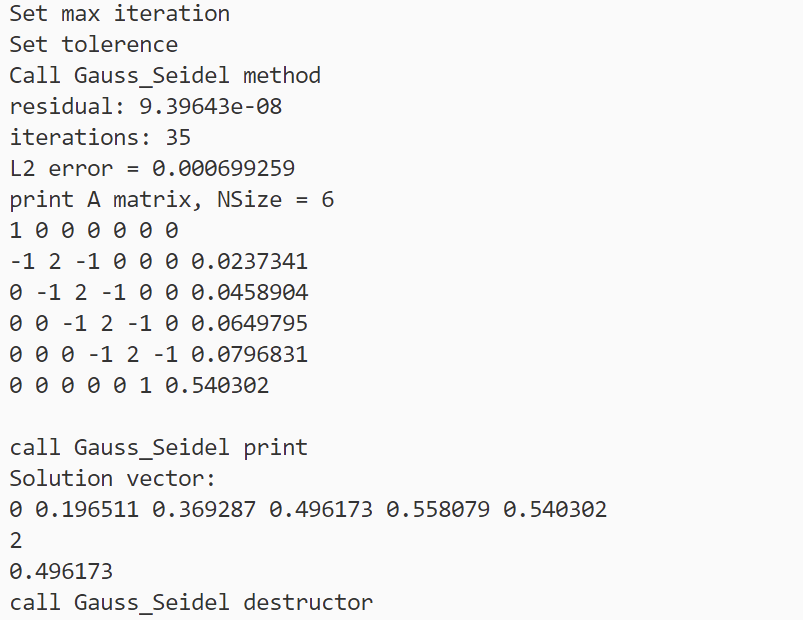 Set max iteration
Set tolerence
Call Gauss_Seidel method
residual: 9.39643e-08
iterations: 35
L2 error = 0.000699259
print A matrix, NSize = 6
1 0 0 0 0 0 0
-1 2 -1 0 0 0 0.0237341
0 -1 2 -1 0 0 0.0458904
0 0 -1 2 -1 0 0.0649795
0 0 0 -1 2 -1 0.0796831
0 0 0 0 0 1 0.540302
call Gauss_Seidel print
Solution vector:
0 0.196511 0.369287 0.496173 0.558079 0.540302
2
0.496173
call Gauss_Seidel destructor